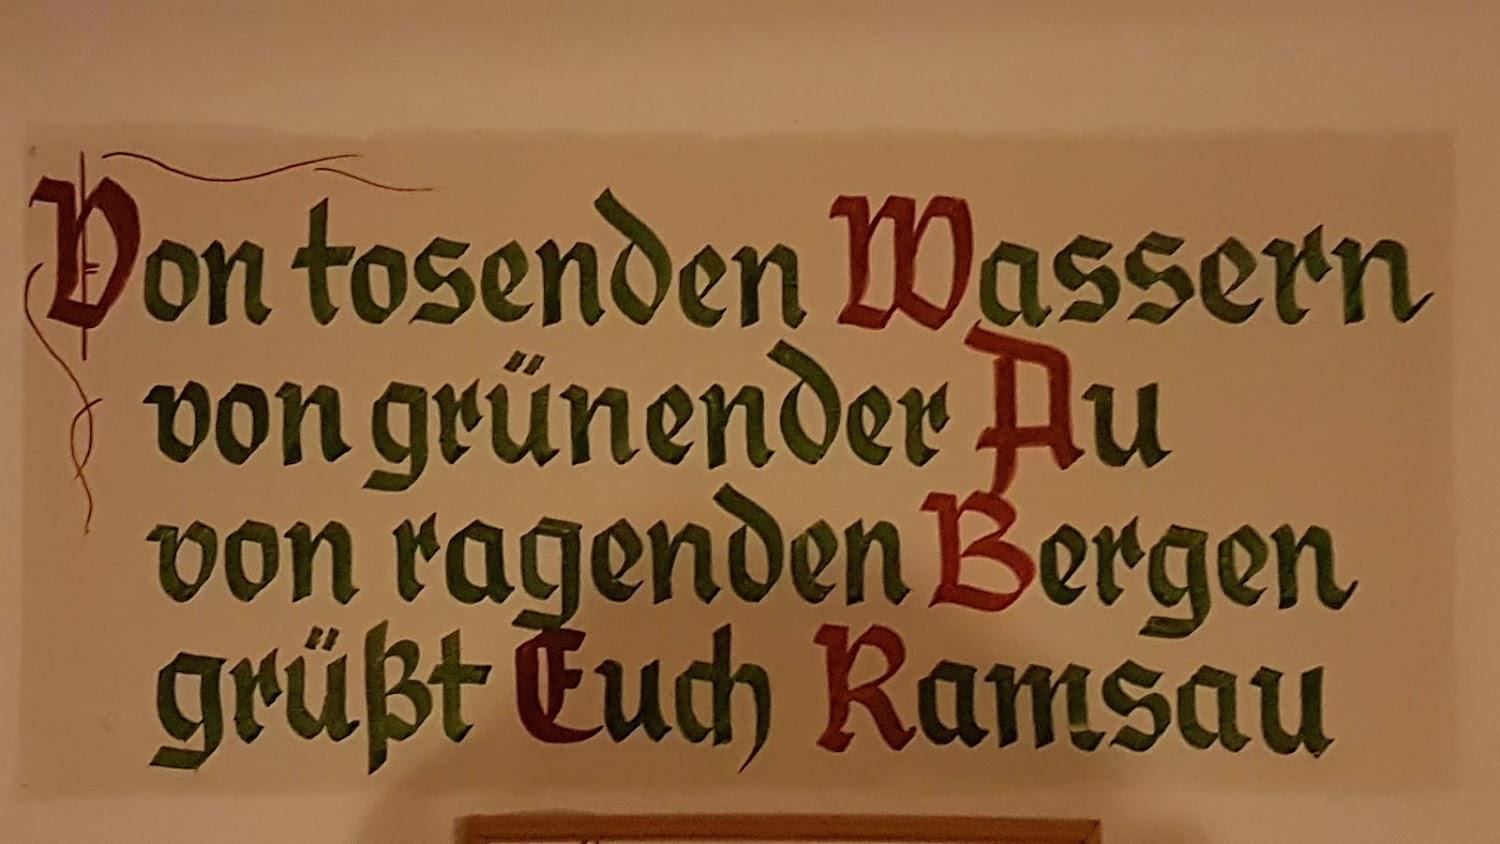 Von tosenden Wassern
von grünender Au
von ragenden Bergen
grüßt Euch Ramsau